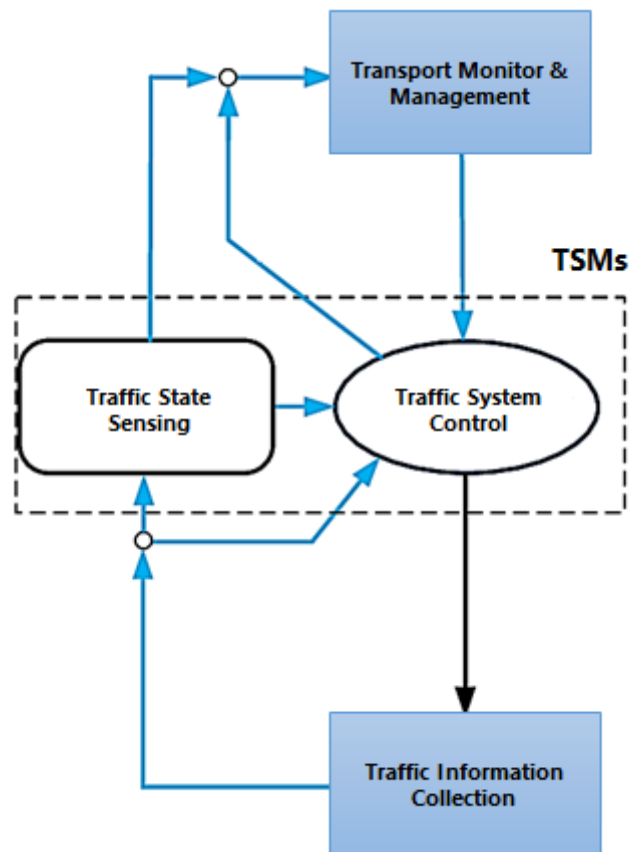 Transport Monitor &
Management
TSMs
Traffic State
Sensing
Traffic System
Control
Traffic Information
Collection